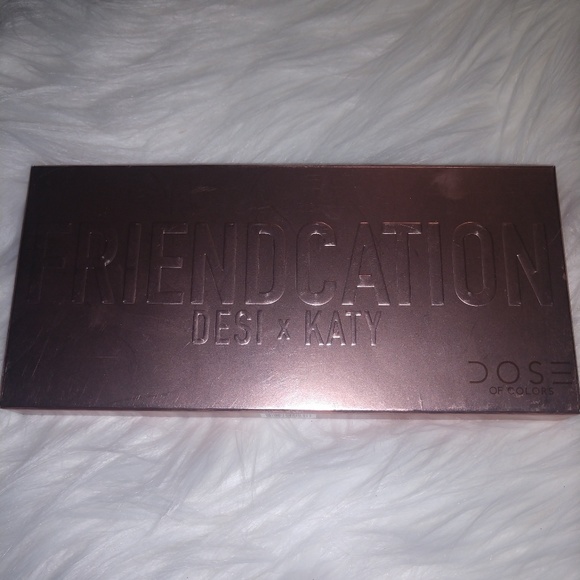 FRIENDCATION
DESI x KATY
DOSE
OF COLORS